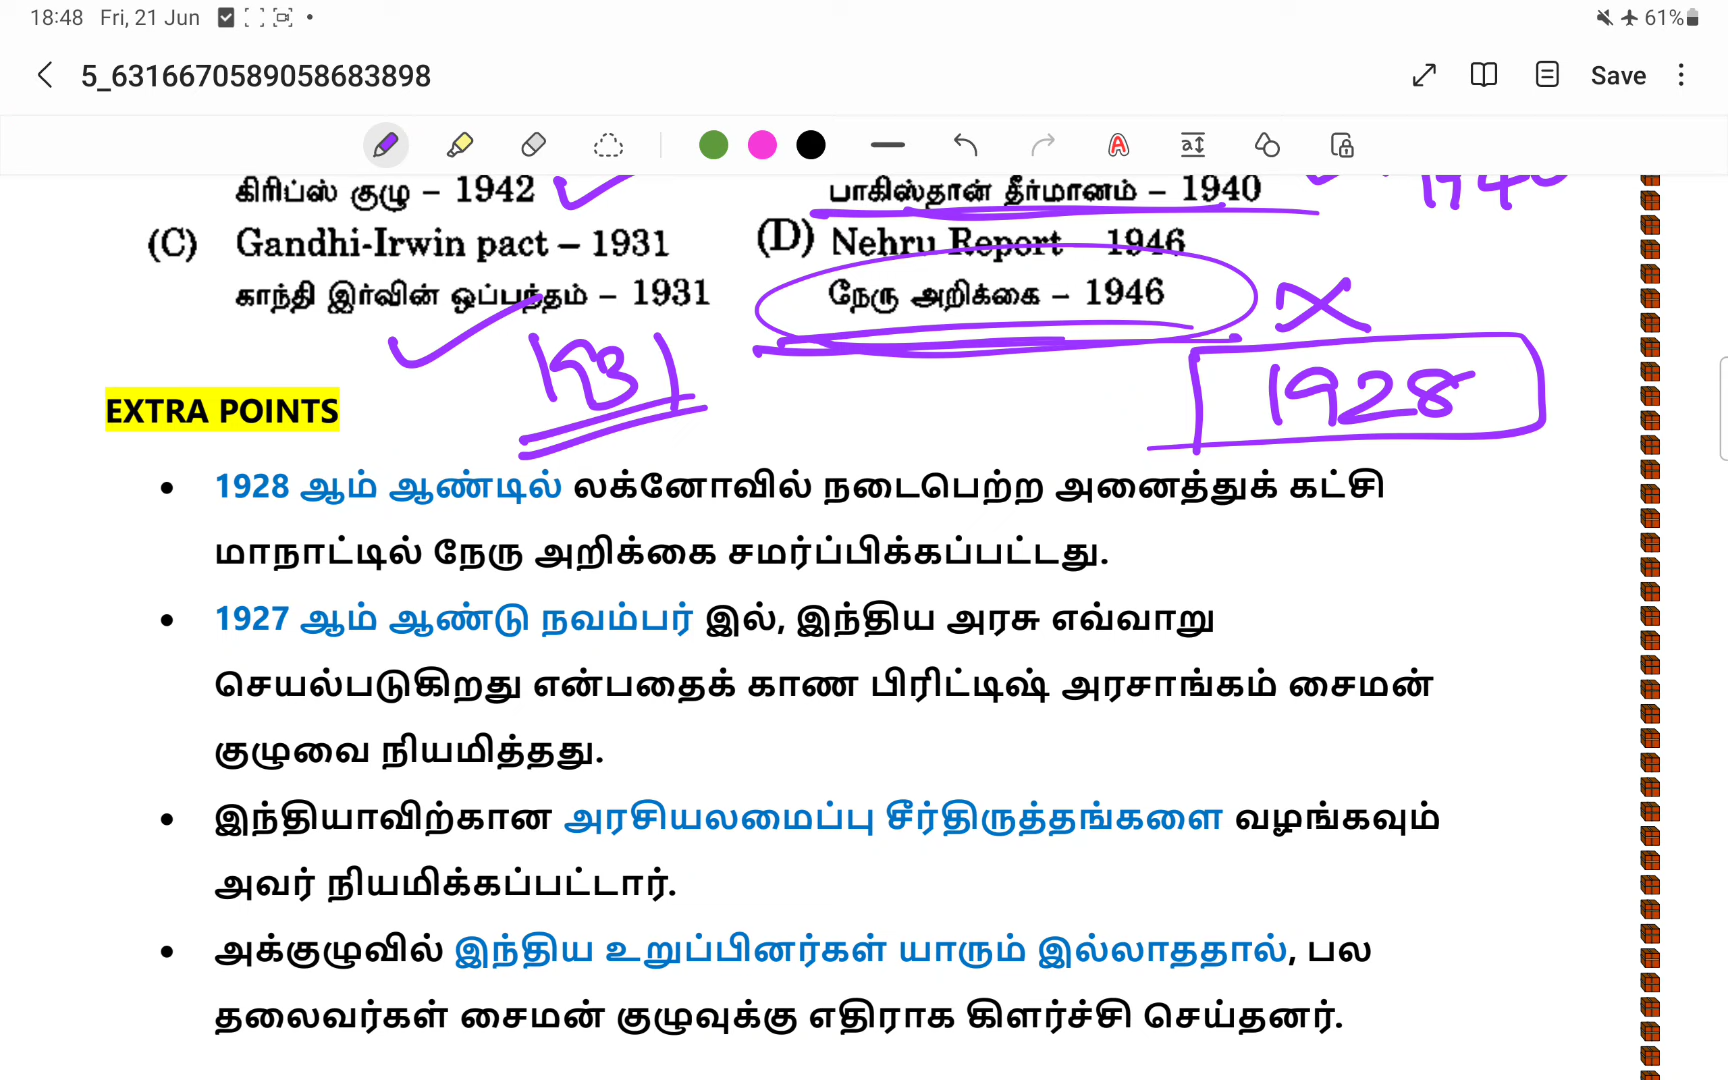 18:48 Fri, 21 Jun 61%
5_6316670589058683898 Save
கிரிப்ஸ் குழு – 1942 பாகிஸ்தான் தீர்மானம் – 1940 1940
(C) Gandhi-Irwin pact – 1931 (D) Nehru Report – 1946
காந்தி இர்வின் ஒப்பந்தம் – 1931 நேரு அறிக்கை – 1946
1931 1928
EXTRA POINTS
• 1928 ஆம் ஆண்டில் லக்னோவில் நடைபெற்ற அனைத்துக் கட்சி
மாநாட்டில் நேரு அறிக்கை சமர்ப்பிக்கப்பட்டது.
• 1927 ஆம் ஆண்டு நவம்பர் இல், இந்திய அரசு எவ்வாறு
செயல்படுகிறது என்பதைக் காண பிரிட்டிஷ் அரசாங்கம் சைமன்
குழுவை நியமித்தது.
• இந்தியாவிற்கான அரசியலமைப்பு சீர்திருத்தங்களை வழங்கவும்
அவர் நியமிக்கப்பட்டார்.
• அக்குழுவில் இந்திய உறுப்பினர்கள் யாரும் இல்லாததால், பல
தலைவர்கள் சைமன் குழுவுக்கு எதிராக கிளர்ச்சி செய்தனர்.